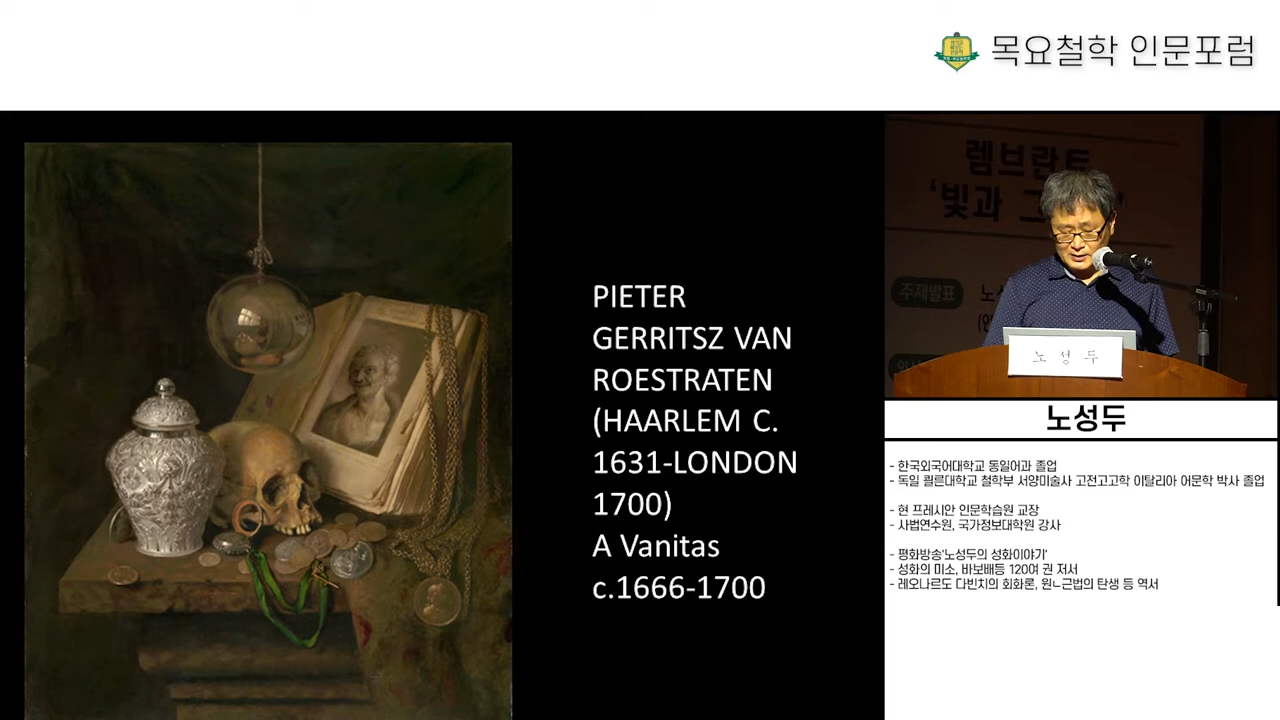 목요철학 인문포럼
PIETER
GERRITSZ VAN
ROESTRATEN
(HAARLEM C.
1631-LONDON
1700)
A Vanitas
c.1666-1700
렘브란트
'빛과 그
주제발표
노성두
노성두
- 한국외국어대학교 동일어과 졸업
- 독일 쾰른대학교 철학부 서양미술사 고전고고학 이탈리아 어문학 박사 졸업
- 현 프레시안 인문학습원 교장
- 사법연수원, 국가정보대학원 강사
- 평화방송'노성두의 성화이야기'
- 성화의 미소, 바보배등 120여 권 저서
- 레오나르도 다빈치의 회화론, 원ㄴ근법의 탄생 등 역서